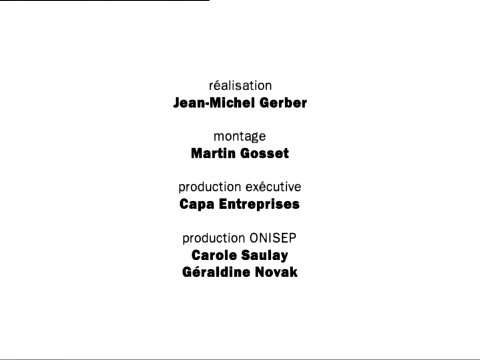 réalisation
Jean-Michel Gerber
montage
Martin Gosset
production exécutive
Capa Entreprises
production ONISEP
Carole Saulay
Géraldine Novak